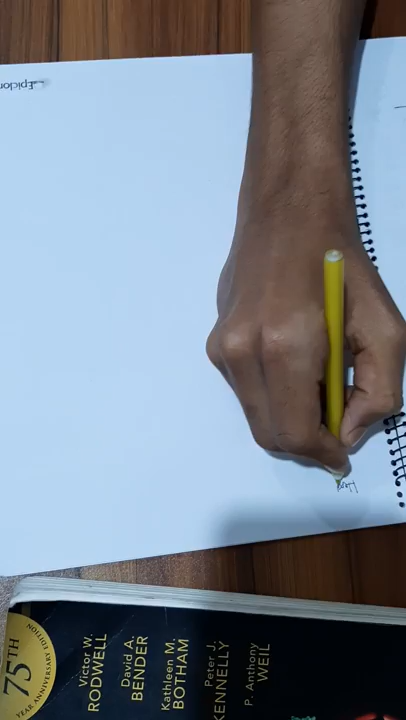 75TH
YEAR ANNIVERSARY EDITION
Victor W.
RODWELL
David A.
BENDER
Kathleen M.
BOTHAM
Peter J.
KENNELLY
P. Anthony
WEIL